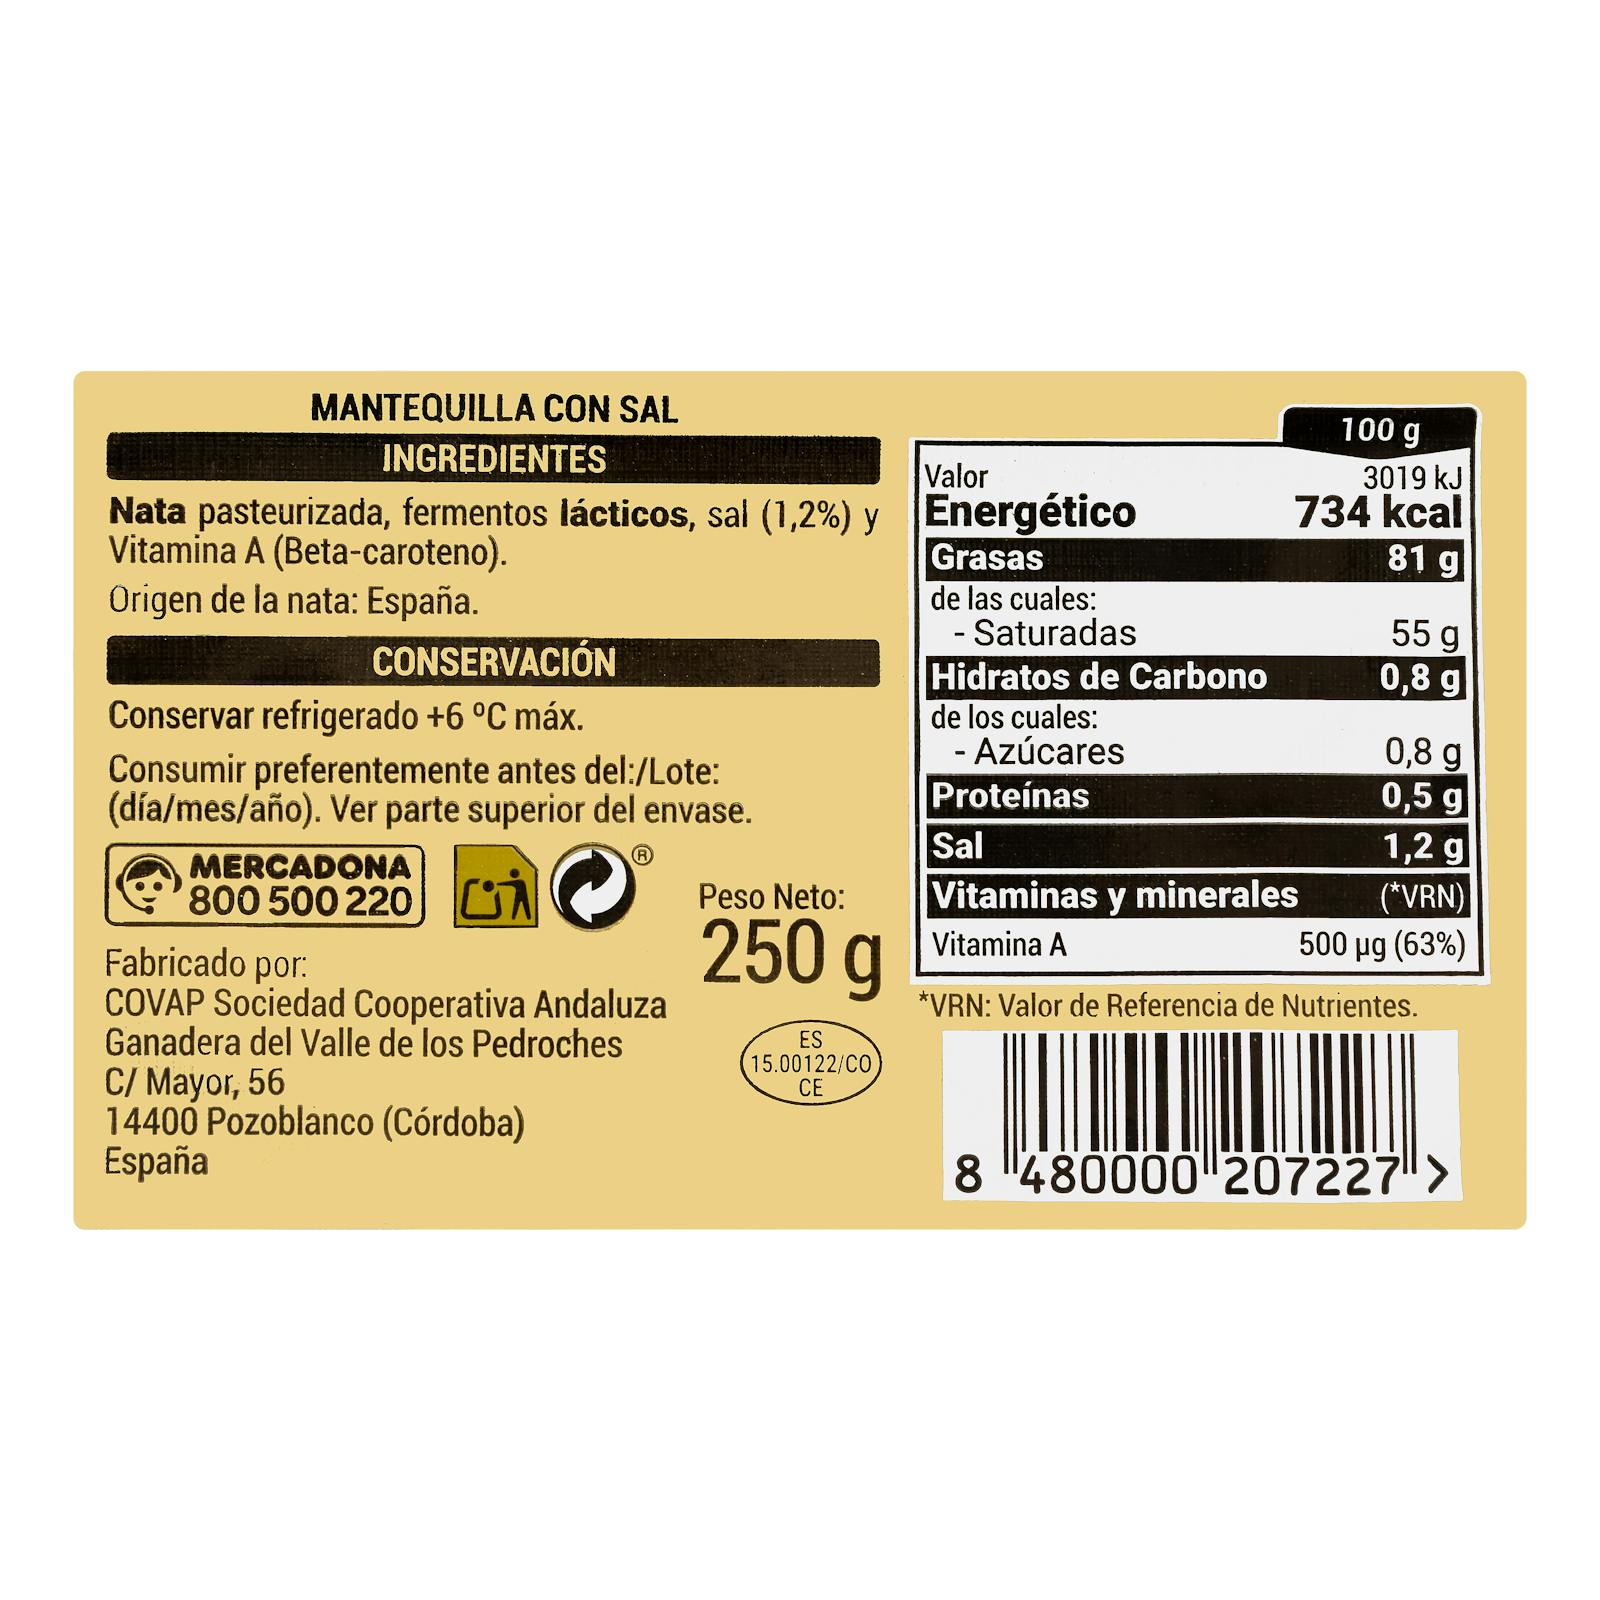 MANTEQUILLA CON SAL
INGREDIENTES
Nata pasteurizada, fermentos lácticos, sal (1,2%) y
Vitamina A (Beta-caroteno).
Origen de la nata: España.
CONSERVACIÓN
Conservar refrigerado +6 ºC máx.
Consumir preferentemente antes del:/Lote:
(día/mes/año). Ver parte superior del envase.
MERCADONA
800 500 220
®
Peso Neto:
250 g
Fabricado por:
COVAP Sociedad Cooperativa Andaluza
Ganadera del Valle de los Pedroches
C/ Mayor, 56
14400 Pozoblanco (Córdoba)
España
ES
15.00122/CO
CE
100 g
Valor 3019 kJ
Energético 734 kcal
Grasas 81 g
de las cuales:
- Saturadas 55 g
Hidratos de Carbono 0,8 g
de los cuales:
- Azúcares 0,8 g
Proteínas 0,5 g
Sal 1,2 g
Vitaminas y minerales (*VRN)
Vitamina A 500 µg (63%)
*VRN: Valor de Referencia de Nutrientes.
8 480000 207227 >